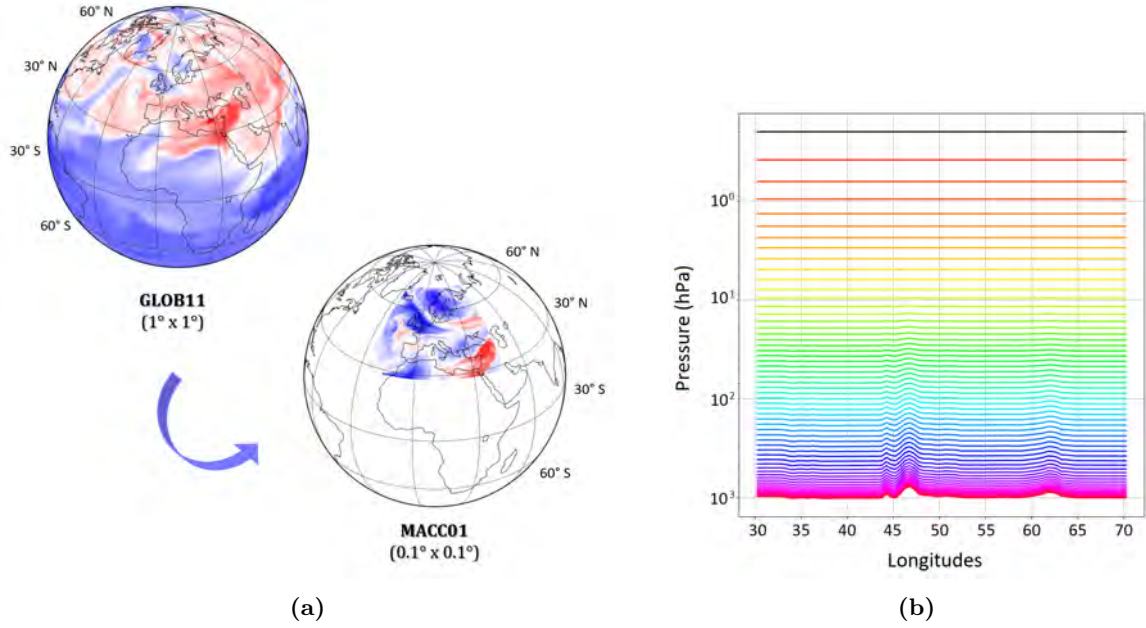 60° N
30° N
30° S
60° S
GLOB11
(1° x 1°)
60° N
30° N
30° S
60° S
MACC01
(0.1° x 0.1°)
(a)
Pressure (hPa)
10⁰
10¹
10²
10³
30 35 40 45 50 55 60 65 70
Longitudes
(b)